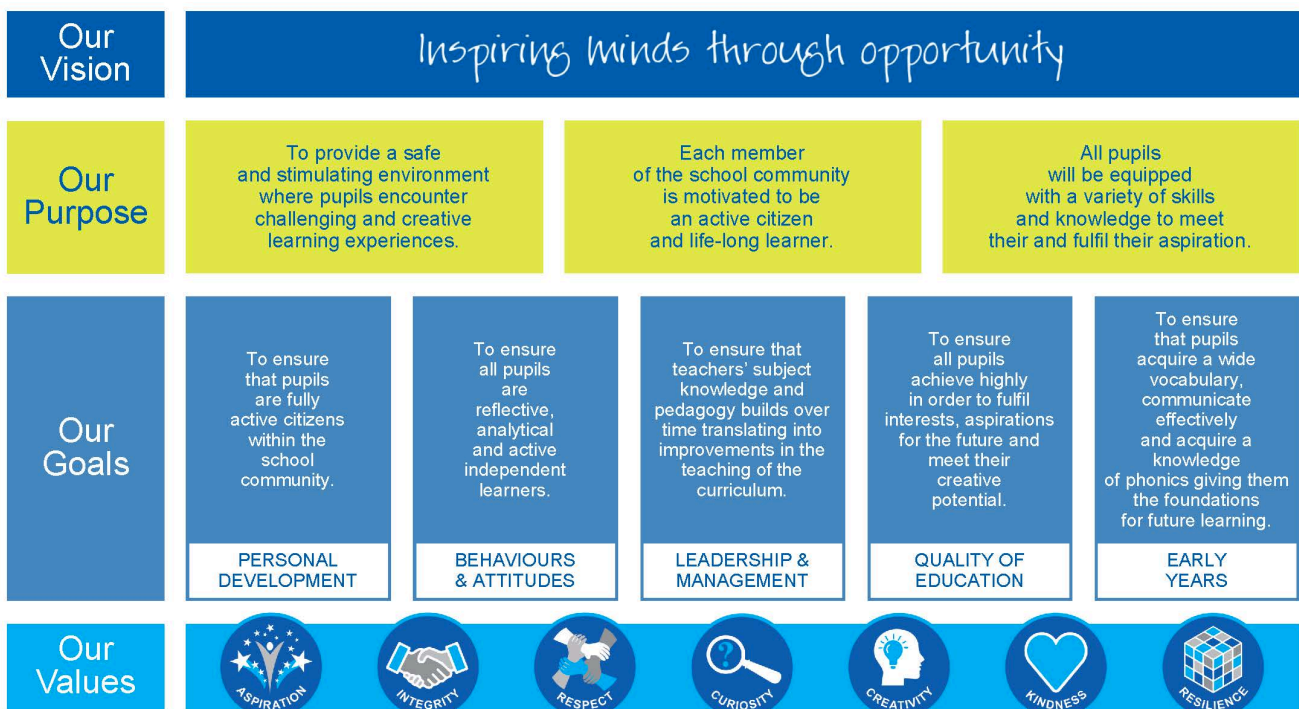 Our
Vision
Inspiring minds through opportunity
Our
Purpose
To provide a safe
and stimulating environment
where pupils encounter
challenging and creative
learning experiences.
Each member
of the school community
is motivated to be
an active citizen
and life-long learner.
All pupils
will be equipped
with a variety of skills
and knowledge to meet
their and fulfil their aspiration.
Our
Goals
To ensure
that pupils
are fully
active citizens
within the
school
community.
PERSONAL
DEVELOPMENT
To ensure
all pupils
are
reflective,
analytical
and active
independent
learners.
BEHAVIOURS
& ATTITUDES
To ensure that
teachers' subject
knowledge and
pedagogy builds over
time translating into
improvements in the
teaching of the
curriculum.
LEADERSHIP &
MANAGEMENT
To ensure
all pupils
achieve highly
in order to fulfil
interests, aspirations
for the future and
meet their
creative
potential.
QUALITY OF
EDUCATION
To ensure
that pupils
acquire a wide
vocabulary,
communicate
effectively
and acquire a
knowledge
of phonics giving them
the foundations
for future learning.
EARLY
YEARS
Our
Values
ASPIRATION
INTEGRITY
RESPECT
?
CURIOSITY
CREATIVITY
KINDNESS
RESILIENCE